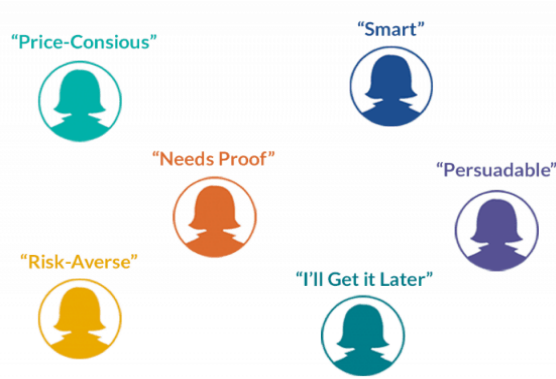 “Smart”
“Price-Consious”
“Needs Proof”
“Persuadable”
“Risk-Averse”
“I’ll Get it Later”